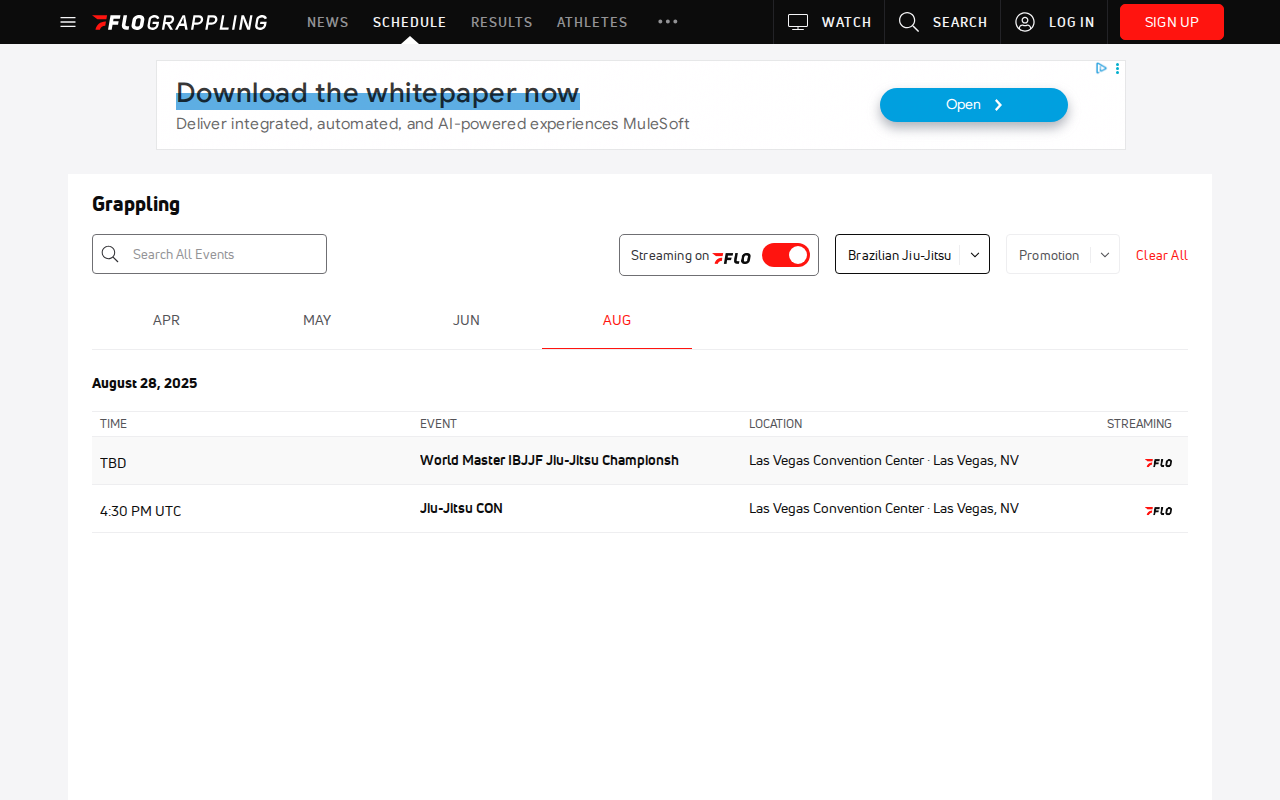 FLOGRAPPLING NEWS SCHEDULE RESULTS ATHLETES WATCH SEARCH LOG IN SIGN UP
Download the whitepaper now
Deliver integrated, automated, and AI-powered experiences MuleSoft
Open
Grappling
Search All Events
Streaming on FLO
Brazilian Jiu-Jitsu
Promotion
Clear All
APR MAY JUN AUG
August 28, 2025
TIME EVENT LOCATION STREAMING
TBD World Master IBJJF Jiu-Jitsu Championsh Las Vegas Convention Center · Las Vegas, NV FLO
4:30 PM UTC Jiu-Jitsu CON Las Vegas Convention Center · Las Vegas, NV FLO